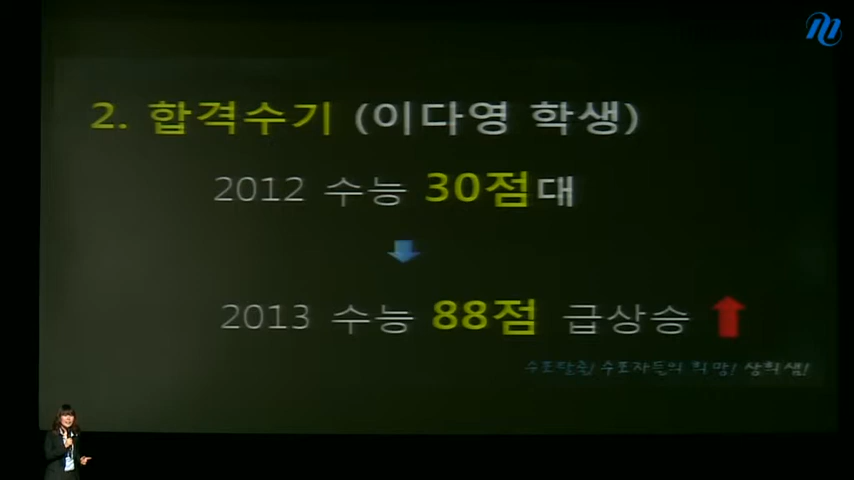 2. 합격수기 (이다영 학생)
2012 수능 30점대
2013 수능 88점 급상승
수포탈출! 수포자들의 희망! 상희샘!